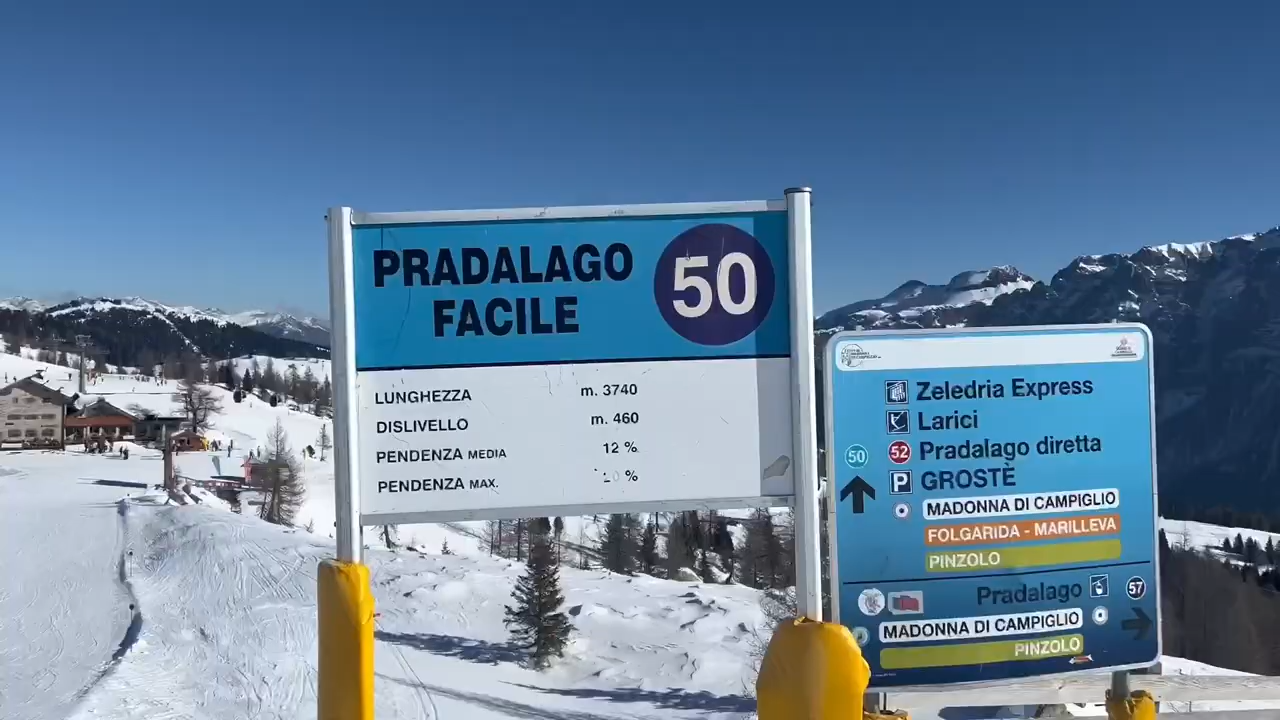 PRADALAGO
FACILE
50
LUNGHEZZA m. 3740
DISLIVELLO m. 460
PENDENZA MEDIA 12 %
PENDENZA MAX. %
Zeledria Express
Larici
50 52 Pradalago diretta
P GROSTÈ
MADONNA DI CAMPIGLIO
FOLGARIDA - MARILLEVA
PINZOLO
Pradalago 57
MADONNA DI CAMPIGLIO
PINZOLO